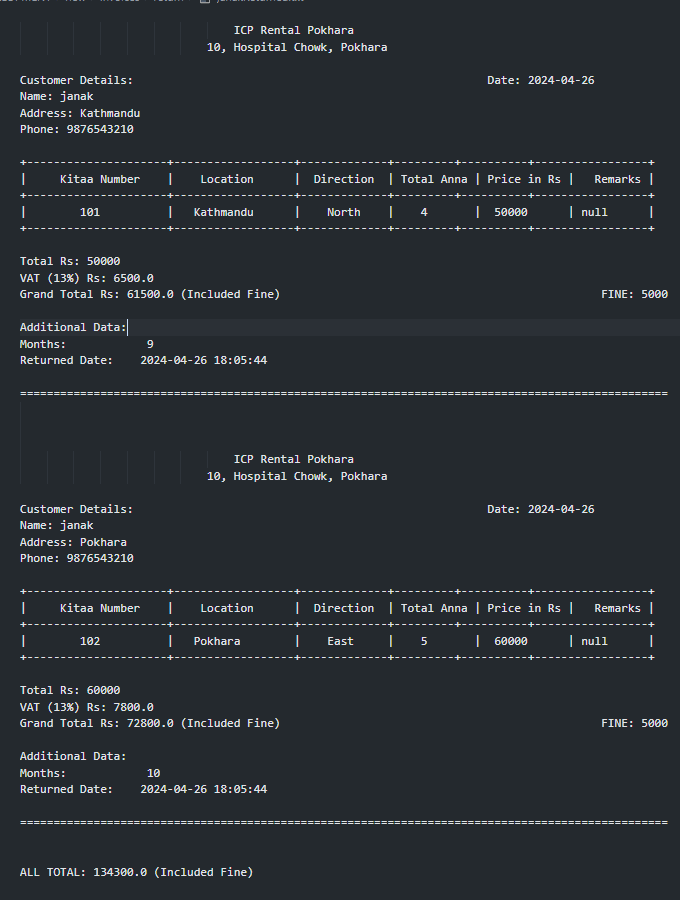 ICP Rental Pokhara
10, Hospital Chowk, Pokhara
Customer Details: Date: 2024-04-26
Name: janak
Address: Kathmandu
Phone: 9876543210
+---------------------+------------------+-------------+---------+----------+-----------------+
| Kitaa Number | Location | Direction | Total Anna | Price in Rs | Remarks |
+---------------------+------------------+-------------+---------+----------+-----------------+
| 101 | Kathmandu | North | 4 | 50000 | null |
+---------------------+------------------+-------------+---------+----------+-----------------+
Total Rs: 50000
VAT (13%) Rs: 6500.0
Grand Total Rs: 61500.0 (Included Fine) FINE: 5000
Additional Data:
Months: 9
Returned Date: 2024-04-26 18:05:44
=================================================================================================
ICP Rental Pokhara
10, Hospital Chowk, Pokhara
Customer Details: Date: 2024-04-26
Name: janak
Address: Pokhara
Phone: 9876543210
+---------------------+------------------+-------------+---------+----------+-----------------+
| Kitaa Number | Location | Direction | Total Anna | Price in Rs | Remarks |
+---------------------+------------------+-------------+---------+----------+-----------------+
| 102 | Pokhara | East | 5 | 60000 | null |
+---------------------+------------------+-------------+---------+----------+-----------------+
Total Rs: 60000
VAT (13%) Rs: 7800.0
Grand Total Rs: 72800.0 (Included Fine) FINE: 5000
Additional Data:
Months: 10
Returned Date: 2024-04-26 18:05:44
=================================================================================================
ALL TOTAL: 134300.0 (Included Fine)